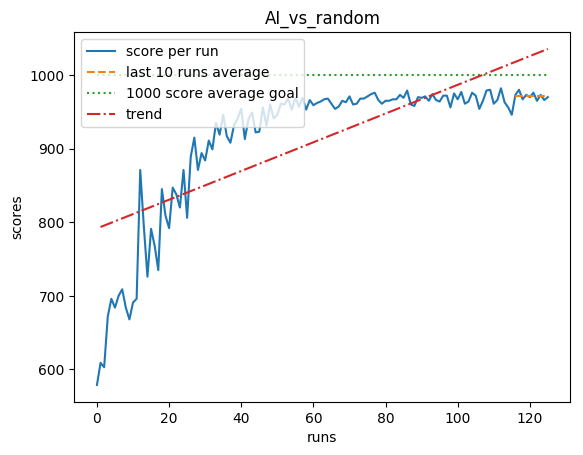 AI_vs_random
score per run
last 10 runs average
1000 score average goal
trend
1000
900
800
700
600
scores
0
20
40
60
80
100
120
runs